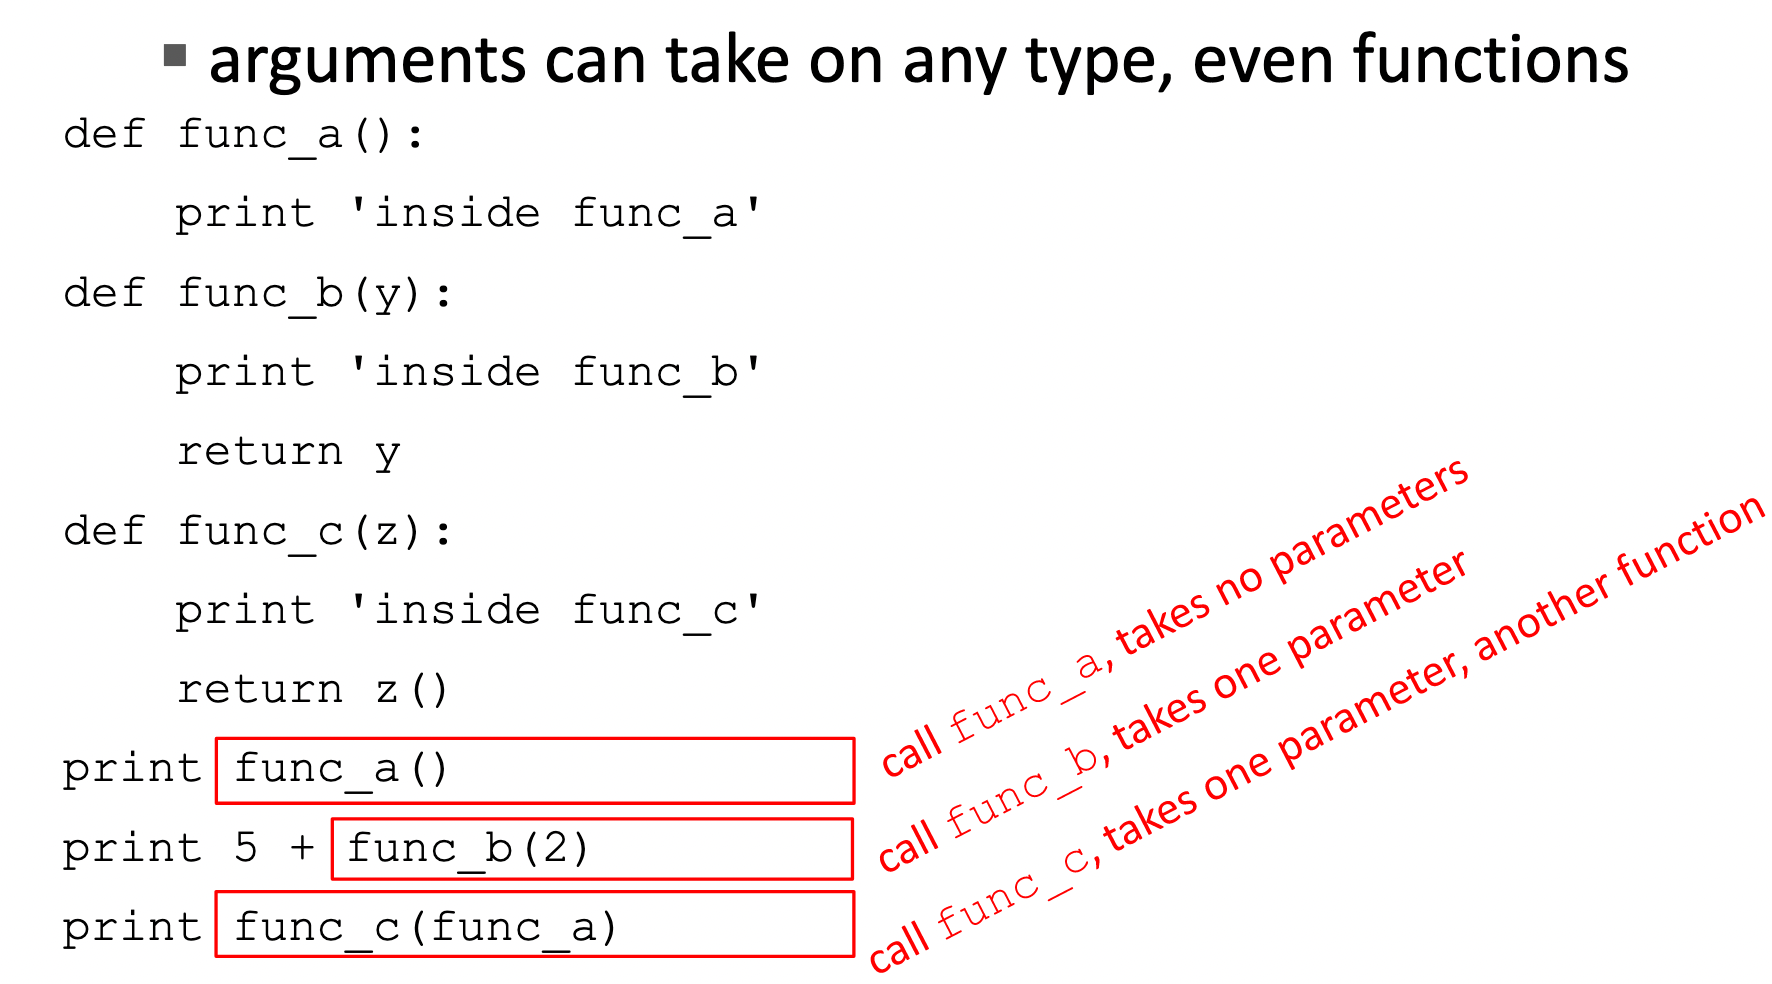 ▪ arguments can take on any type, even functions
def func_a():
    print 'inside func_a'
def func_b(y):
    print 'inside func_b'
    return y
def func_c(z):
    print 'inside func_c'
    return z()
print func_a()
call func_a, takes no parameters
print 5 + func_b(2)
call func_b, takes one parameter
print func_c(func_a)
call func_c, takes one parameter, another function